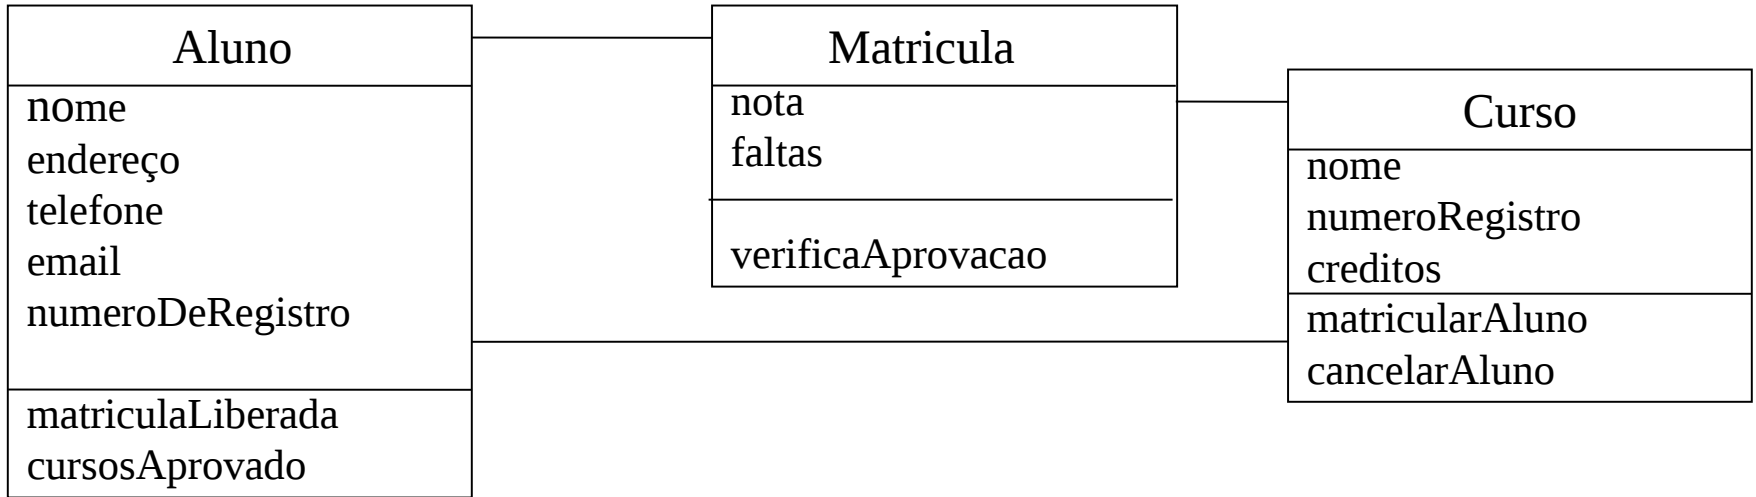 Aluno
nome
endereço
telefone
email
numeroDeRegistro
matriculaLiberada
cursosAprovado
Matricula
nota
faltas
verificaAprovacao
Curso
nome
numeroRegistro
creditos
matricularAluno
cancelarAluno